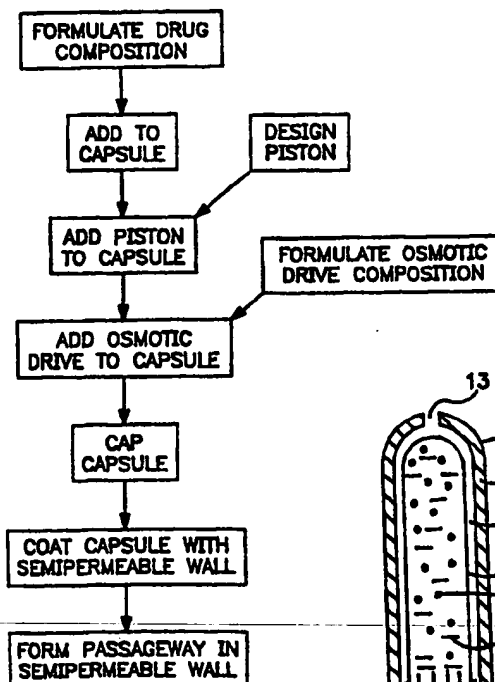 FORMULATE DRUG
COMPOSITION
ADD TO
CAPSULE
DESIGN
PISTON
ADD PISTON
TO CAPSULE
FORMULATE OSMOTIC
DRIVE COMPOSITION
ADD OSMOTIC
DRIVE TO CAPSULE
13
CAP
CAPSULE
COAT CAPSULE WITH
SEMIPERMEABLE WALL
FORM PASSAGEWAY IN
SEMIPERMEABLE WALL